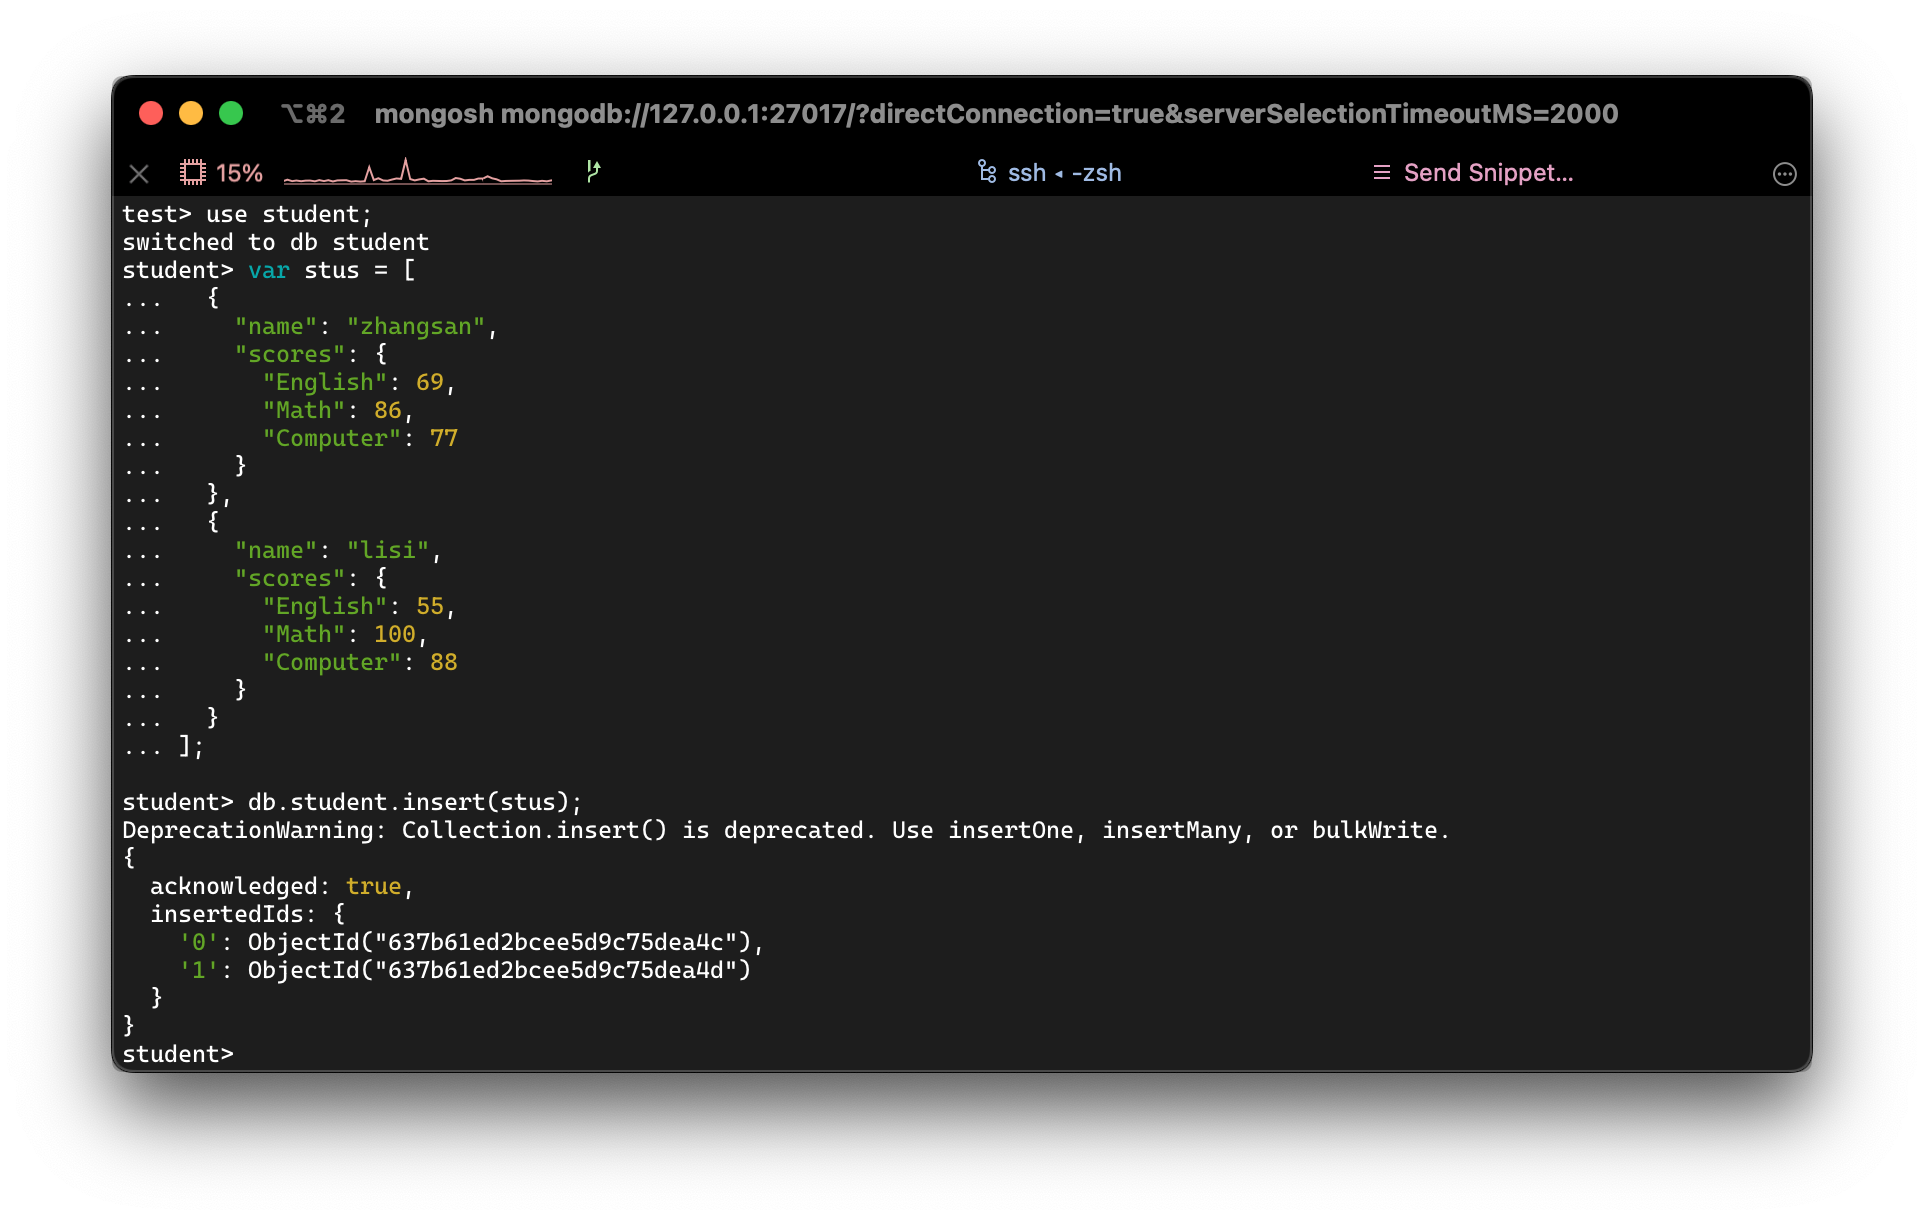 ⌥⌘2 mongosh mongodb://127.0.0.1:27017/?directConnection=true&serverSelectionTimeoutMS=2000
15% ssh ◂ -zsh Send Snippet...
test> use student;
switched to db student
student> var stus = [
...   {
...     "name": "zhangsan",
...     "scores": {
...       "English": 69,
...       "Math": 86,
...       "Computer": 77
...     }
...   },
...   {
...     "name": "lisi",
...     "scores": {
...       "English": 55,
...       "Math": 100,
...       "Computer": 88
...     }
...   }
... ];
student> db.student.insert(stus);
DeprecationWarning: Collection.insert() is deprecated. Use insertOne, insertMany, or bulkWrite.
{
  acknowledged: true,
  insertedIds: {
    '0': ObjectId("637b61ed2bcee5d9c75dea4c"),
    '1': ObjectId("637b61ed2bcee5d9c75dea4d")
  }
}
student>